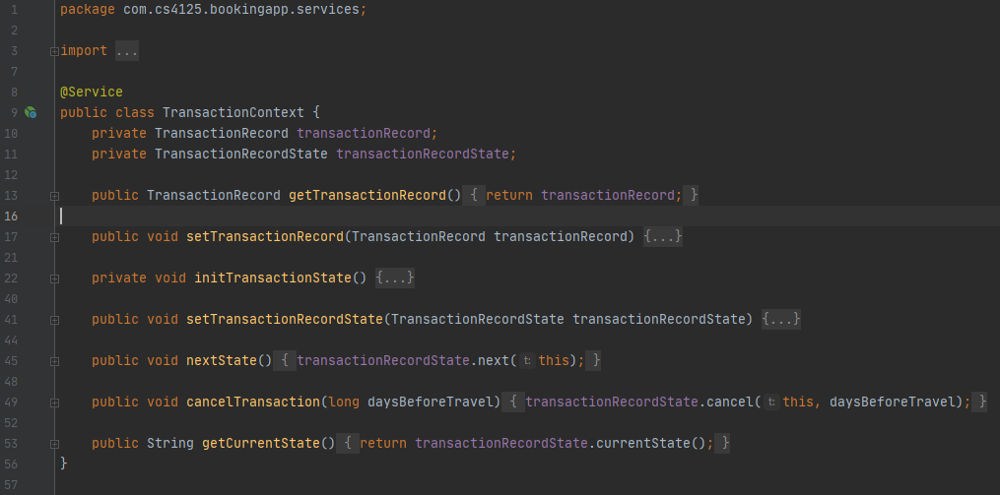 1 package com.cs4125.bookingapp.services;
2
3 import ...
7
8 @Service
9 public class TransactionContext {
10 private TransactionRecord transactionRecord;
11 private TransactionRecordState transactionRecordState;
12
13 public TransactionRecord getTransactionRecord() { return transactionRecord; }
16
17 public void setTransactionRecord(TransactionRecord transactionRecord) {...}
21
22 private void initTransactionState() {...}
40
41 public void setTransactionRecordState(TransactionRecordState transactionRecordState) {...}
44
45 public void nextState() { transactionRecordState.next( t: this); }
48
49 public void cancelTransaction(long daysBeforeTravel) { transactionRecordState.cancel( t: this, daysBeforeTravel); }
52
53 public String getCurrentState() { return transactionRecordState.currentState(); }
56 }
57